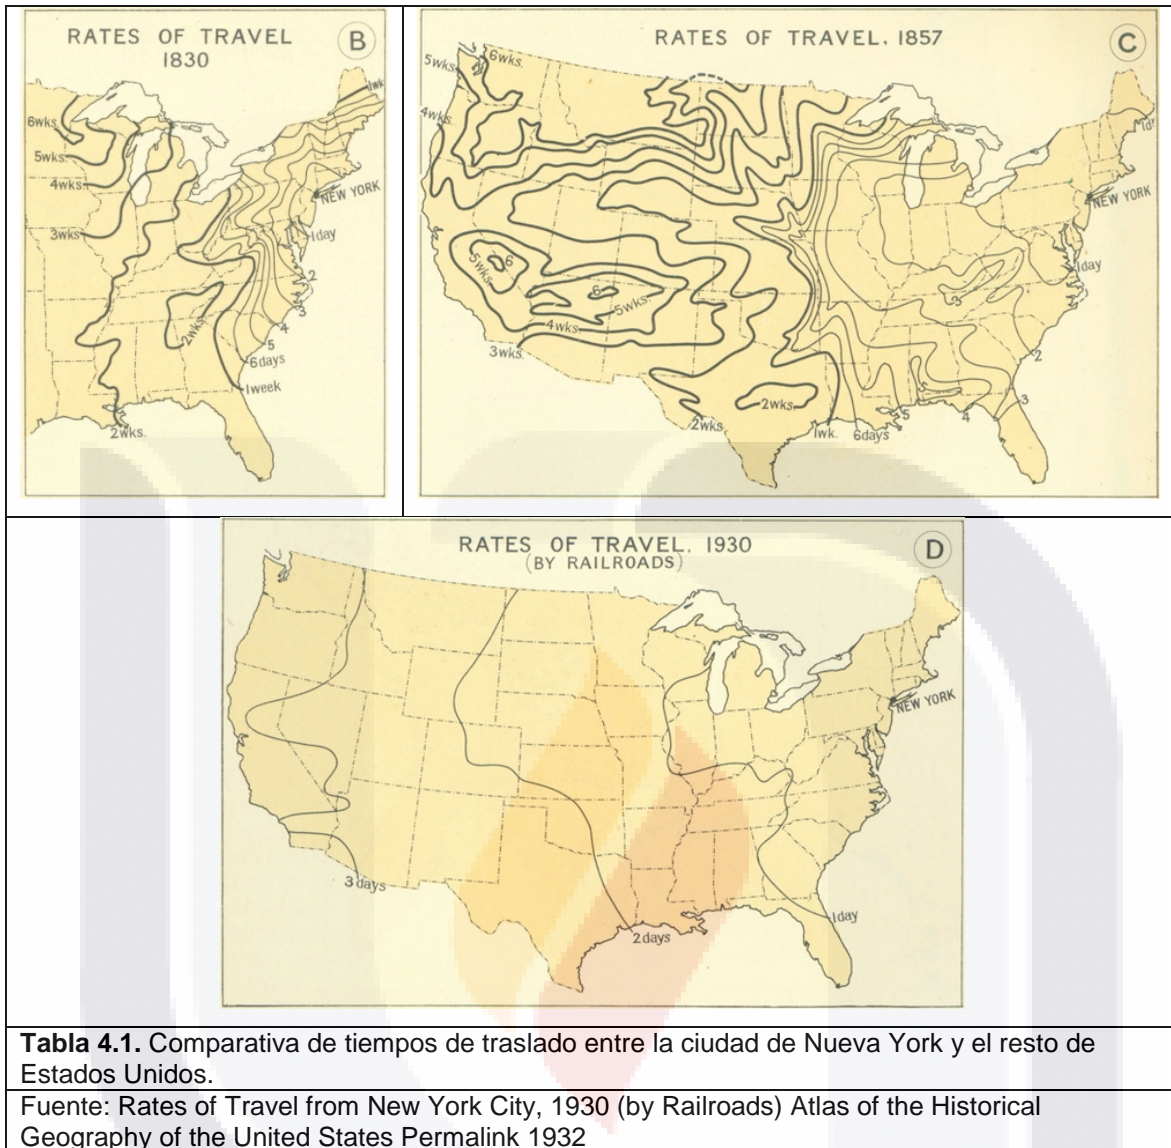 RATES OF TRAVEL
1830
B
1wk
6wks.
5wks.
4wks.
3wks.
NEW YORK
1day
2
3
4
5
6days
1week
2wks.
2wks.
RATES OF TRAVEL, 1857
C
5wks.
6wks.
4wks.
1d
NEW YORK
1day
5wks.
6
6
5wks.
4wks.
3wks.
2
3
4
5
6days
1wk.
2wks.
2wks.
RATES OF TRAVEL. 1930
(BY RAILROADS)
D
NEW YORK
3days
1day
2days
Tabla 4.1. Comparativa de tiempos de traslado entre la ciudad de Nueva York y el resto de
Estados Unidos.
Fuente: Rates of Travel from New York City, 1930 (by Railroads) Atlas of the Historical
Geography of the United States Permalink 1932